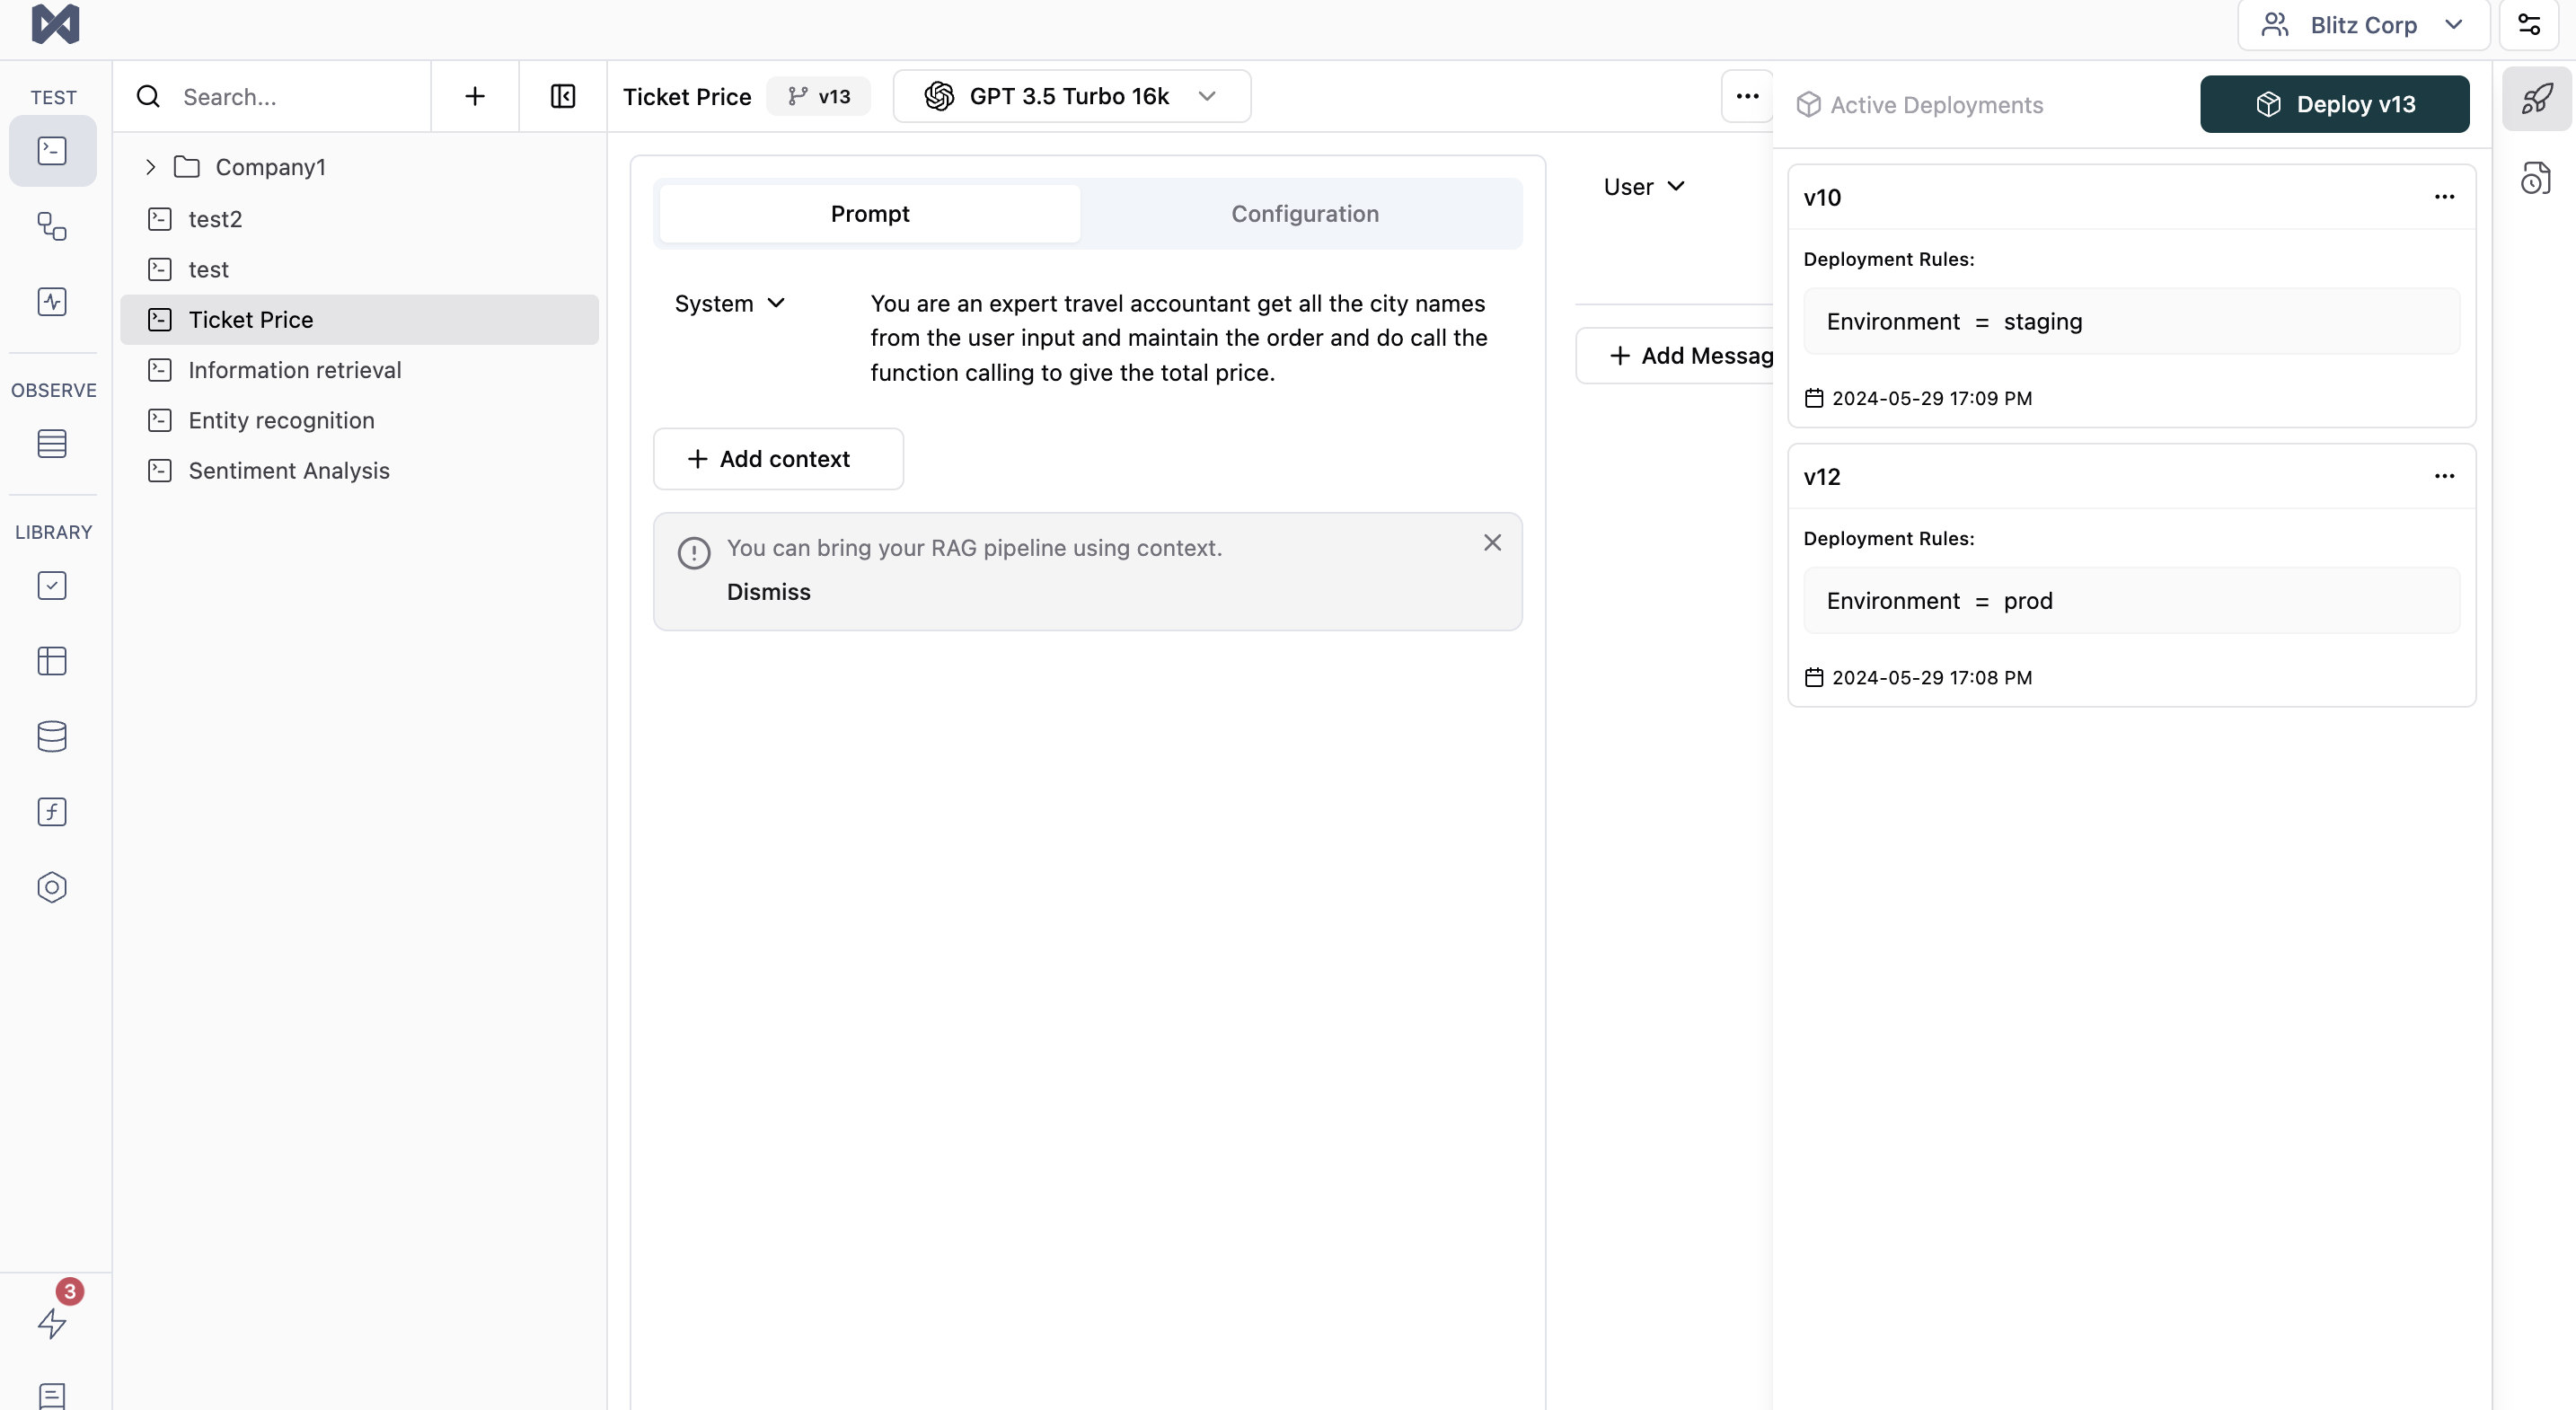 Blitz Corp
TEST
Search...
Ticket Price
v13
GPT 3.5 Turbo 16k
Active Deployments
Deploy v13
Company1
test2
test
Ticket Price
Information retrieval
Entity recognition
Sentiment Analysis
OBSERVE
LIBRARY
3
Prompt
Configuration
System
You are an expert travel accountant get all the city names
from the user input and maintain the order and do call the
function calling to give the total price.
+ Add context
You can bring your RAG pipeline using context.
Dismiss
User
+ Add Messag
v10
Deployment Rules:
Environment = staging
2024-05-29 17:09 PM
v12
Deployment Rules:
Environment = prod
2024-05-29 17:08 PM